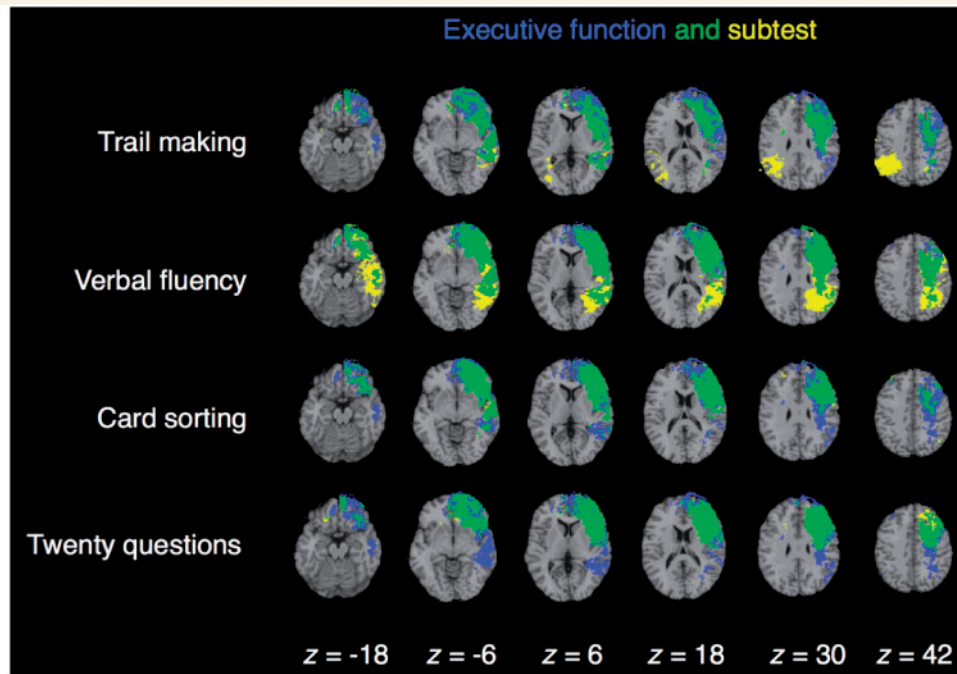 Executive function and subtest
Trail making
Verbal fluency
Card sorting
Twenty questions
z = -18 z = -6 z = 6 z = 18 z = 30 z = 42